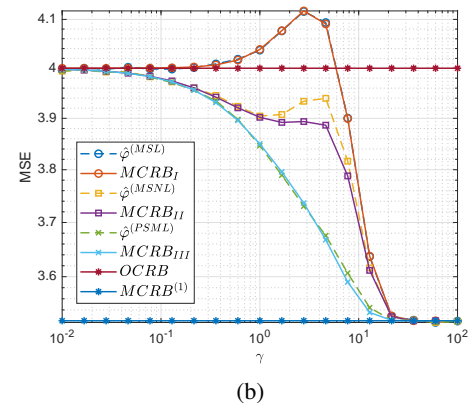 4.1
4
3.9
3.8
3.7
3.6
MSE
φ̂^(MSL)
MCRB_I
φ̂^(MSNL)
MCRB_II
φ̂^(PSML)
MCRB_III
OCRB
MCRB^(1)
10^-2 10^-1 10^0 10^1 10^2
γ
(b)